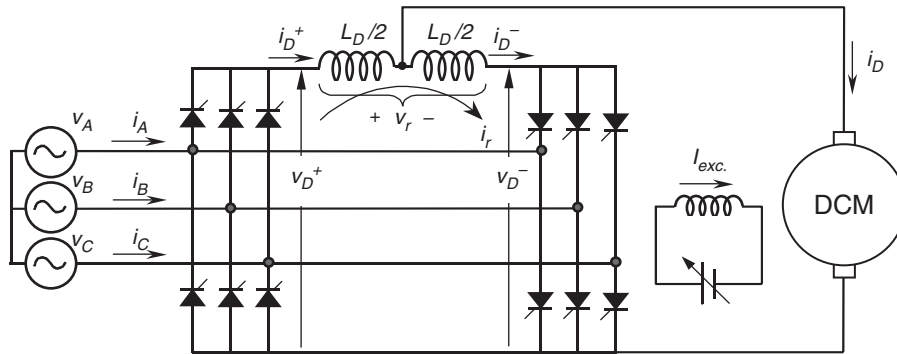 i_D^+ L_D/2 L_D/2 i_D^-
i_D
+ v_r −
i_r
v_A i_A
v_B i_B
v_C i_C
v_D^+ v_D^-
I_exc.
DCM